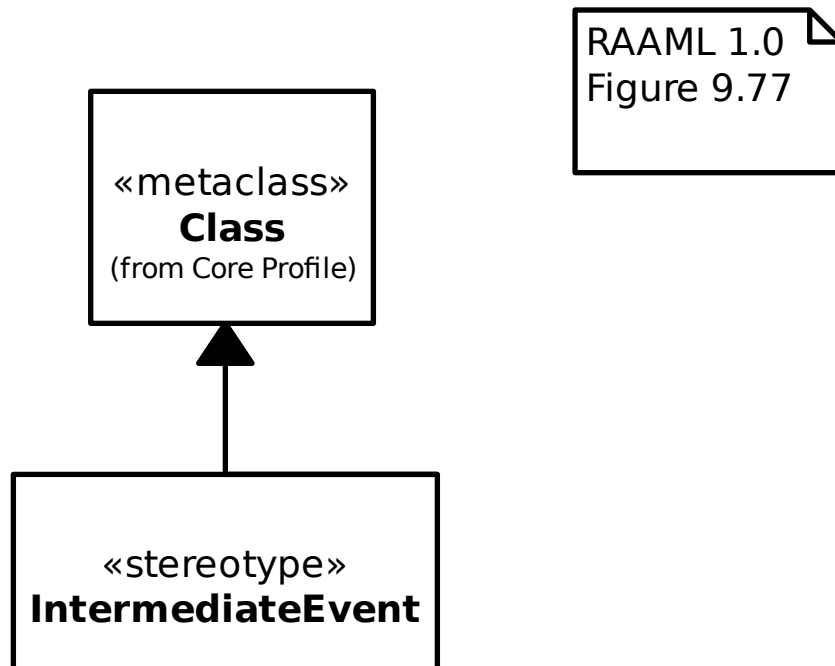 RAAML 1.0
Figure 9.77
«metaclass»
Class
(from Core Profile)
«stereotype»
IntermediateEvent